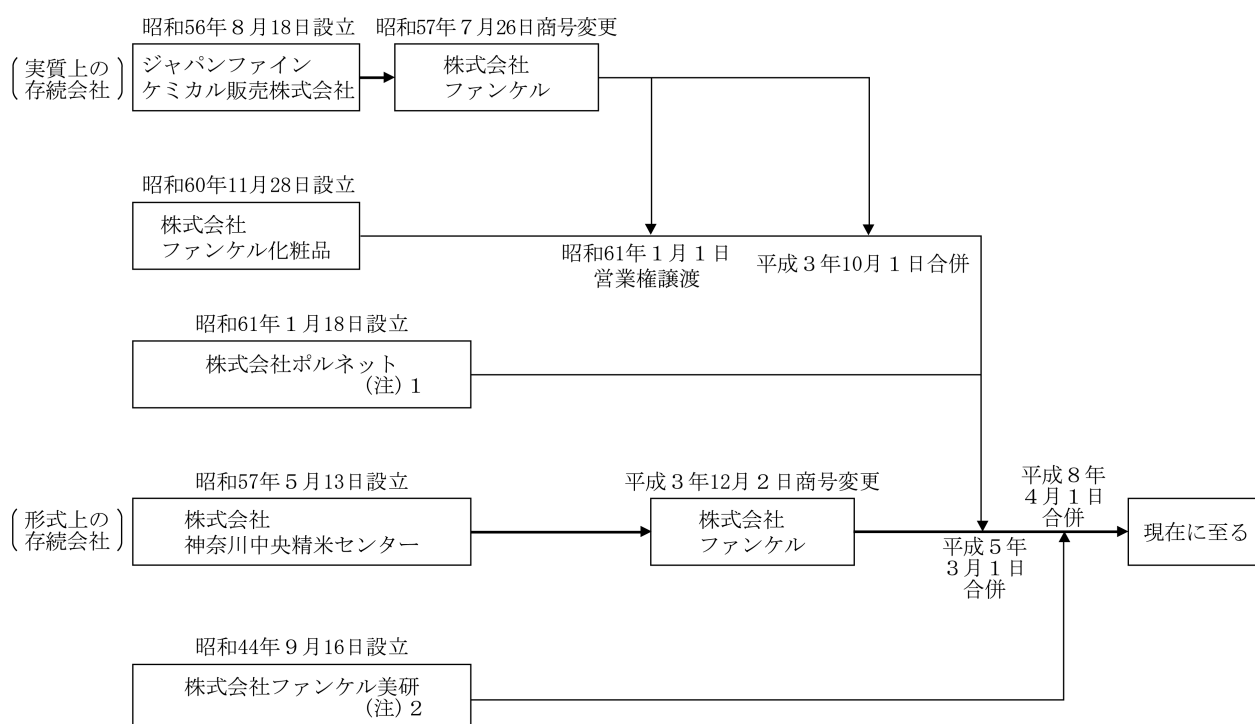 昭和56年８月18日設立
昭和57年７月26日商号変更
実質上の
存続会社
ジャパンファイン
ケミカル販売株式会社
株式会社
ファンケル
昭和60年11月28日設立
株式会社
ファンケル化粧品
昭和61年１月１日
営業権譲渡
平成３年10月１日合併
昭和61年１月18日設立
株式会社ポルネット
(注) 1
昭和57年５月13日設立
平成３年12月２日商号変更
平成８年
４月１日
合併
形式上の
存続会社
株式会社
神奈川中央精米センター
株式会社
ファンケル
現在に至る
平成５年
３月１日
合併
昭和44年９月16日設立
株式会社ファンケル美研
(注) 2